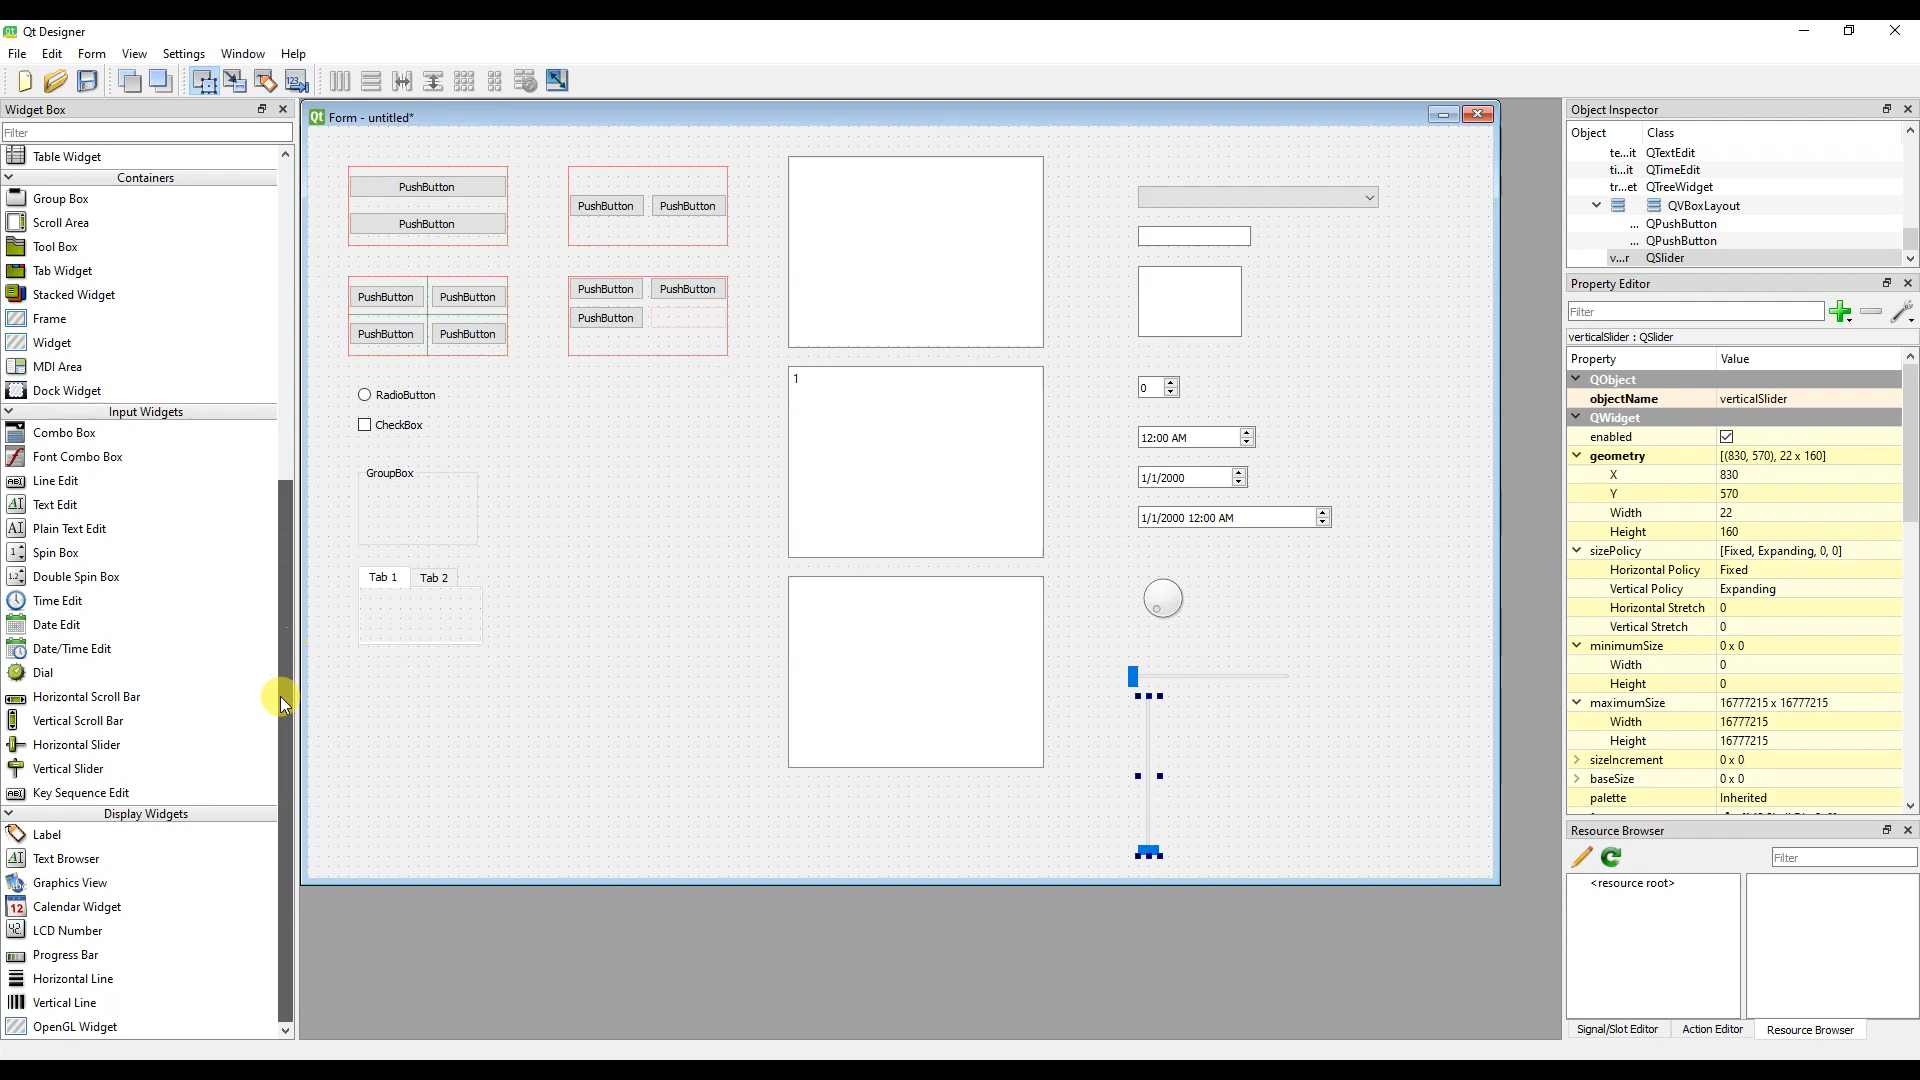 Qt Designer
File Edit Form View Settings Window Help
Widget Box
Filter
Table Widget
Containers
Group Box
Scroll Area
Tool Box
Tab Widget
Stacked Widget
Frame
Widget
MDI Area
Dock Widget
Input Widgets
Combo Box
Font Combo Box
Line Edit
Text Edit
Plain Text Edit
Spin Box
Double Spin Box
Time Edit
Date Edit
Date/Time Edit
Dial
Horizontal Scroll Bar
Vertical Scroll Bar
Horizontal Slider
Vertical Slider
Key Sequence Edit
Display Widgets
Label
Text Browser
Graphics View
Calendar Widget
LCD Number
Progress Bar
Horizontal Line
Vertical Line
OpenGL Widget
Form - untitled*
PushButton
PushButton
PushButton PushButton
PushButton PushButton
PushButton PushButton
PushButton PushButton
PushButton
RadioButton
CheckBox
GroupBox
Tab 1 Tab 2
1
0
12:00 AM
1/1/2000
1/1/2000 12:00 AM
Object Inspector
Object Class
te...it QTextEdit
ti...it QTimeEdit
tr...et QTreeWidget
QVBoxLayout
... QPushButton
... QPushButton
v...r QSlider
Property Editor
Filter
verticalSlider : QSlider
Property Value
QObject
objectName verticalSlider
QWidget
enabled
geometry [(830, 570), 22 x 160]
X 830
Y 570
Width 22
Height 160
sizePolicy [Fixed, Expanding, 0, 0]
Horizontal Policy Fixed
Vertical Policy Expanding
Horizontal Stretch 0
Vertical Stretch 0
minimumSize 0 x 0
Width 0
Height 0
maximumSize 16777215 x 16777215
Width 16777215
Height 16777215
sizeIncrement 0 x 0
baseSize 0 x 0
palette Inherited
Resource Browser
Filter
<resource root>
Signal/Slot Editor Action Editor Resource Browser